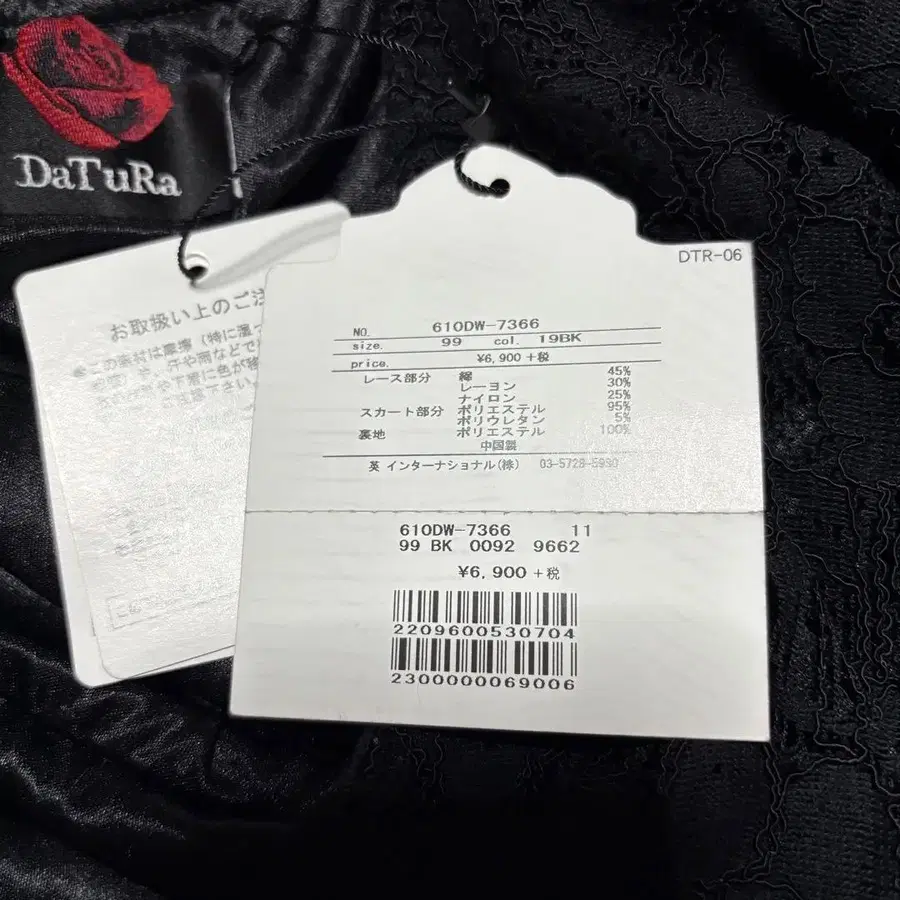 DaTuRa
お取扱い上のご注
DTR-06
NO. 610DW-7366
size. 99 col. 19BK
price. ¥6,900 +税
レース部分 綿 45%
レーヨン 30%
ナイロン 25%
スカート部分 ポリエステル 95%
ポリウレタン 5%
裏地 ポリエステル 100%
中国製
英 インターナショナル(株) 03-5728-5930
610DW-7366 11
99 BK 0092 9662
¥6,900 +税
2209600530704
2300000069006